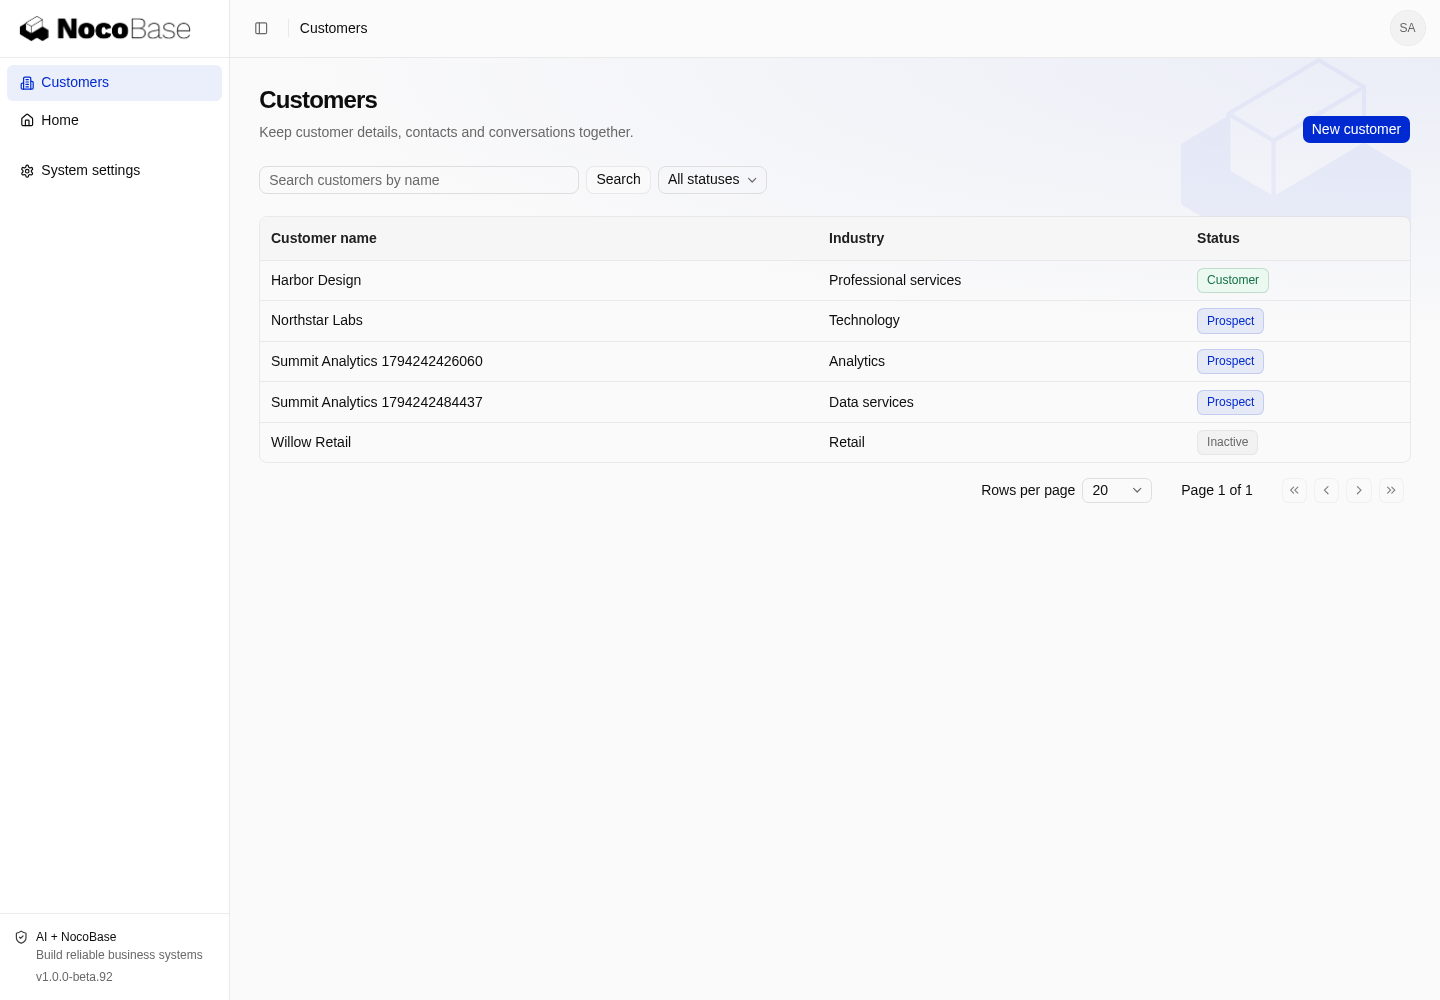 NocoBase
Customers
SA
Customers
Home
System settings
Customers
Keep customer details, contacts and conversations together.
New customer
Search customers by name
Search
All statuses
Customer name Industry Status
Harbor Design Professional services Customer
Northstar Labs Technology Prospect
Summit Analytics 1794242426060 Analytics Prospect
Summit Analytics 1794242484437 Data services Prospect
Willow Retail Retail Inactive
Rows per page 20 Page 1 of 1
AI + NocoBase
Build reliable business systems
v1.0.0-beta.92